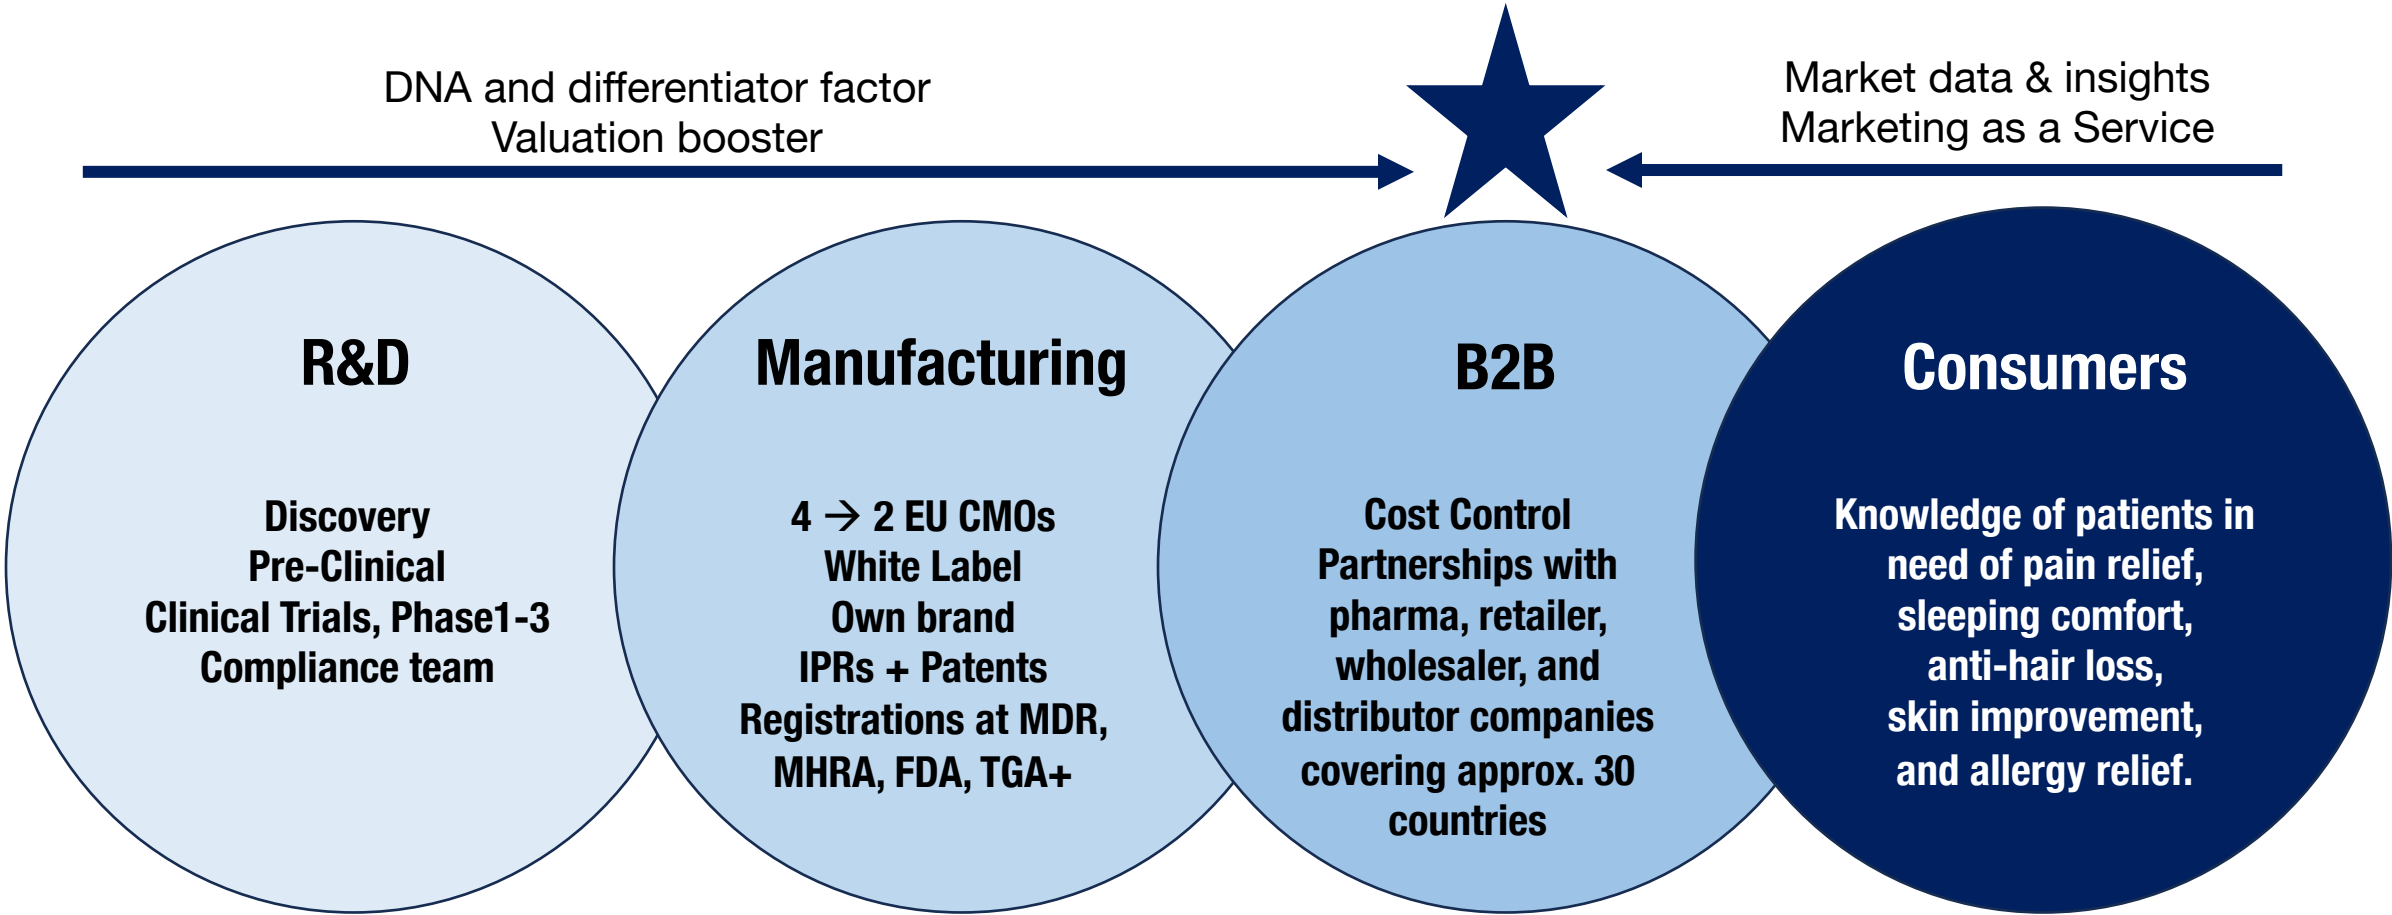 DNA and differentiator factor
Valuation booster
Market data & insights
Marketing as a Service
R&D
Discovery
Pre-Clinical
Clinical Trials, Phase1-3
Compliance team
Manufacturing
4 → 2 EU CMOs
White Label
Own brand
IPRs + Patents
Registrations at MDR,
MHRA, FDA, TGA+
B2B
Cost Control
Partnerships with
pharma, retailer,
wholesaler, and
distributor companies
covering approx. 30
countries
Consumers
Knowledge of patients in
need of pain relief,
sleeping comfort,
anti-hair loss,
skin improvement,
and allergy relief.